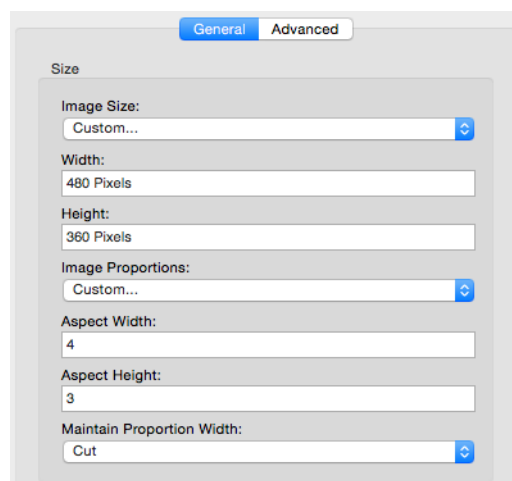 General Advanced
Size
Image Size:
Custom...
Width:
480 Pixels
Height:
360 Pixels
Image Proportions:
Custom...
Aspect Width:
4
Aspect Height:
3
Maintain Proportion Width:
Cut